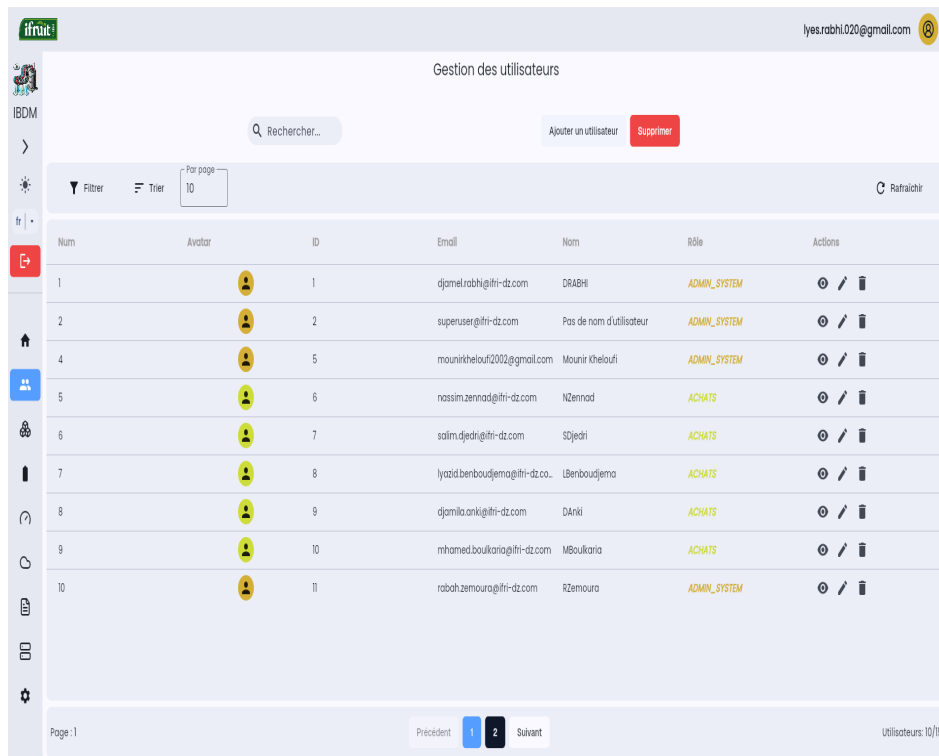 ifruit
lyes.rabhi.020@gmail.com
Gestion des utilisateurs
IBDM
Rechercher...
Ajouter un utilisateur
Supprimer
Filtrer
Trier
Par page
10
Rafraichir
fr
Num Avatar ID Email Nom Rôle Actions
1 1 djamel.rabhi@ifri-dz.com DRABHI ADMIN_SYSTEM
2 2 superuser@ifri-dz.com Pas de nom d'utilisateur ADMIN_SYSTEM
4 5 mounirkheloufi2002@gmail.com Mounir Kheloufi ADMIN_SYSTEM
5 6 nassim.zennad@ifri-dz.com NZennad ACHATS
6 7 salim.djedri@ifri-dz.com SDjedri ACHATS
7 8 lyazid.benboudjema@ifri-dz.co... LBenboudjema ACHATS
8 9 djamila.anki@ifri-dz.com DAnki ACHATS
9 10 mhamed.boulkaria@ifri-dz.com MBoulkaria ACHATS
10 11 rabah.zemoura@ifri-dz.com RZemoura ADMIN_SYSTEM
Page : 1
Précédent 1 2 Suivant
Utilisateurs: 10/1